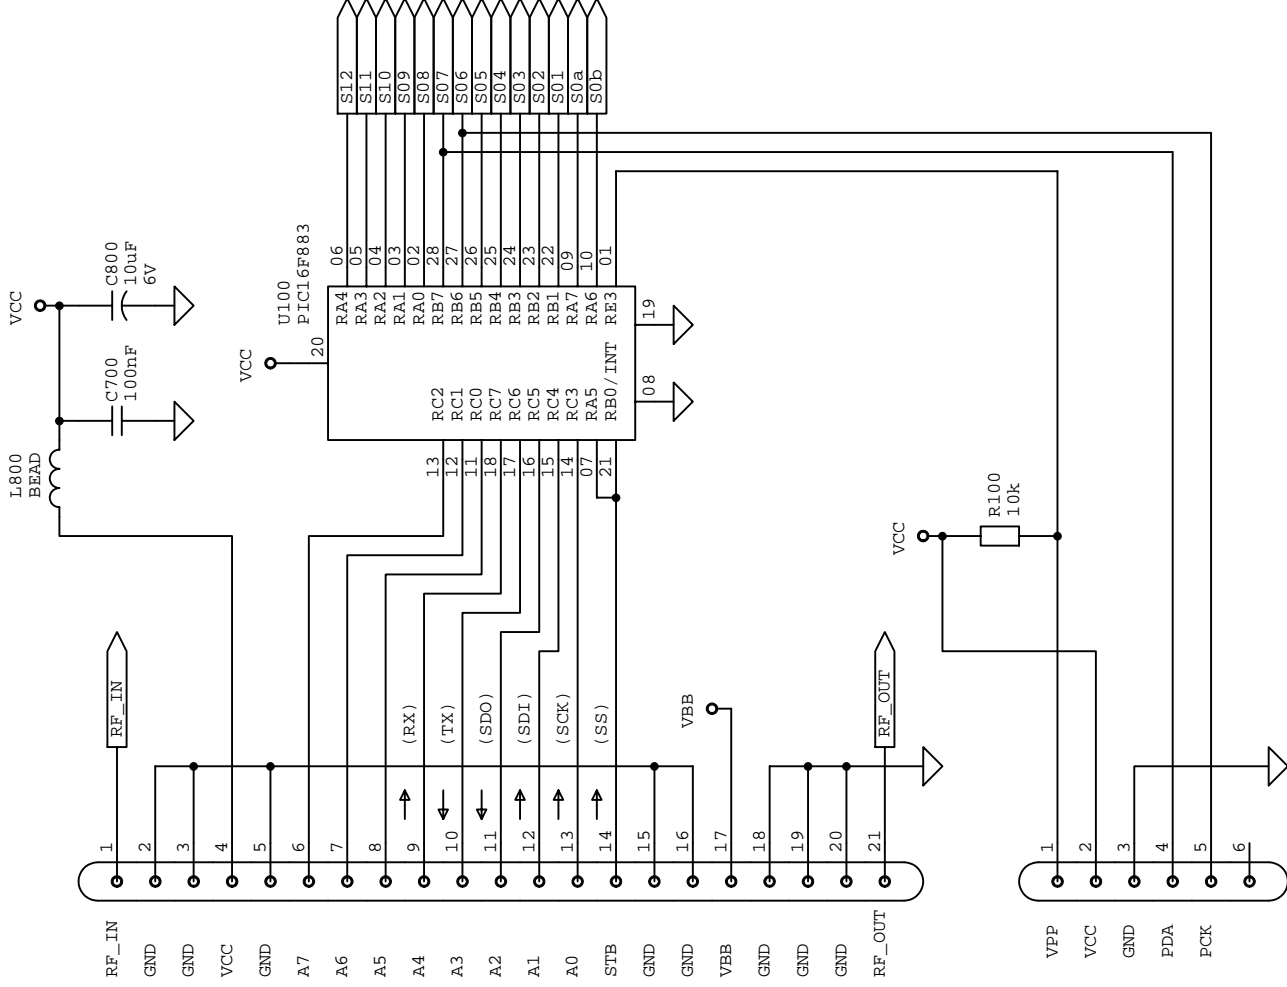 S12
S11
S10
S09
S08
S07
S06
S05
S04
S03
S02
S01
S0a
S0b
VCC
C800
10uF
6V
C700
100nF
L800
BEAD
VCC
U100
PIC16F883
20
06
05
04
03
02
28
27
26
25
24
23
22
09
10
01
RA4
RA3
RA2
RA1
RA0
RB7
RB6
RB5
RB4
RB3
RB2
RB1
RA7
RA6
RE3
19
08
RC2
RC1
RC0
RC7
RC6
RC5
RC4
RC3
RA5
RB0/INT
13
12
11
18
17
16
15
14
07
21
VCC
R100
10k
RF_IN
(RX)
(TX)
(SDO)
(SDI)
(SCK)
(SS)
VBB
RF_OUT
1
2
3
4
5
6
7
8
9
10
11
12
13
14
15
16
17
18
19
20
21
RF_IN
GND
GND
VCC
GND
A7
A6
A5
A4
A3
A2
A1
A0
STB
GND
GND
VBB
GND
GND
GND
RF_OUT
1
2
3
4
5
6
VPP
VCC
GND
PDA
PCK